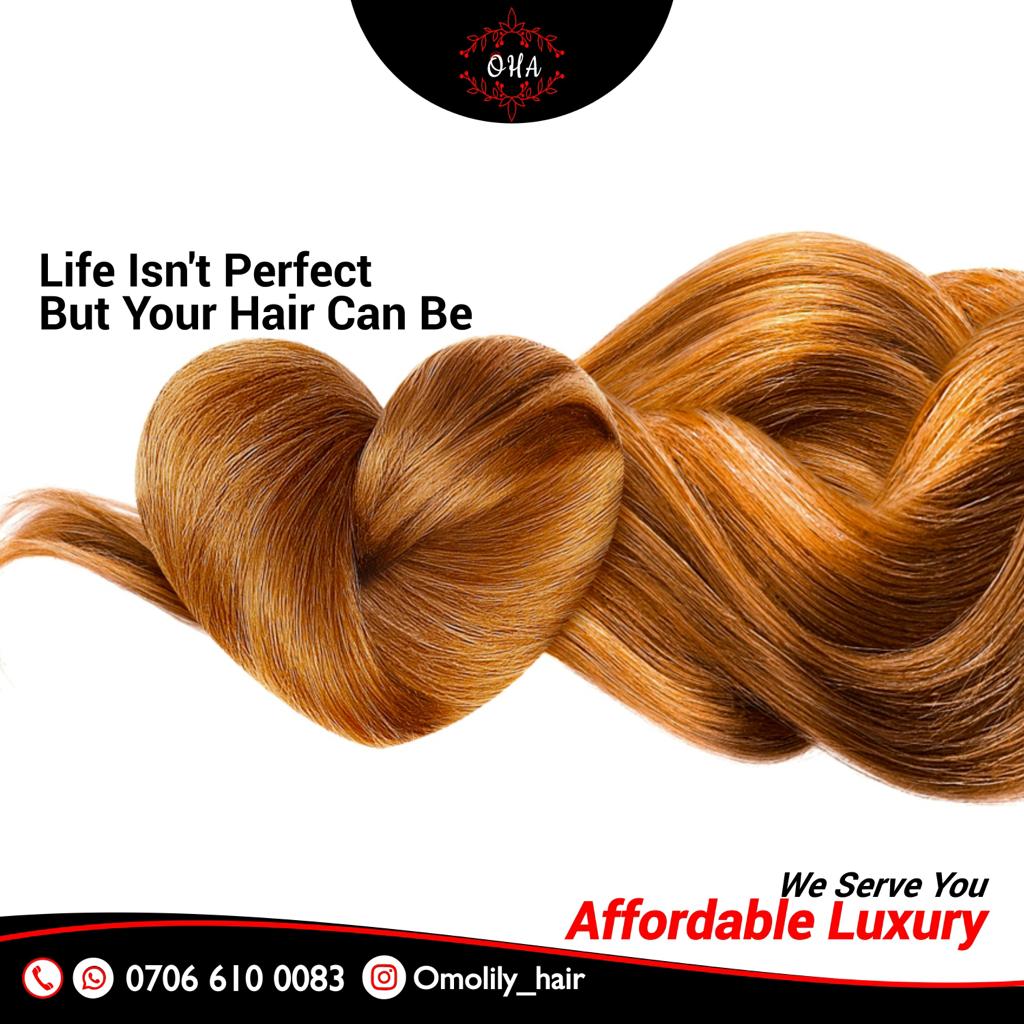 OHA
Life Isn't Perfect
But Your Hair Can Be
We Serve You
Affordable Luxury
0706 610 0083 Omolily_hair